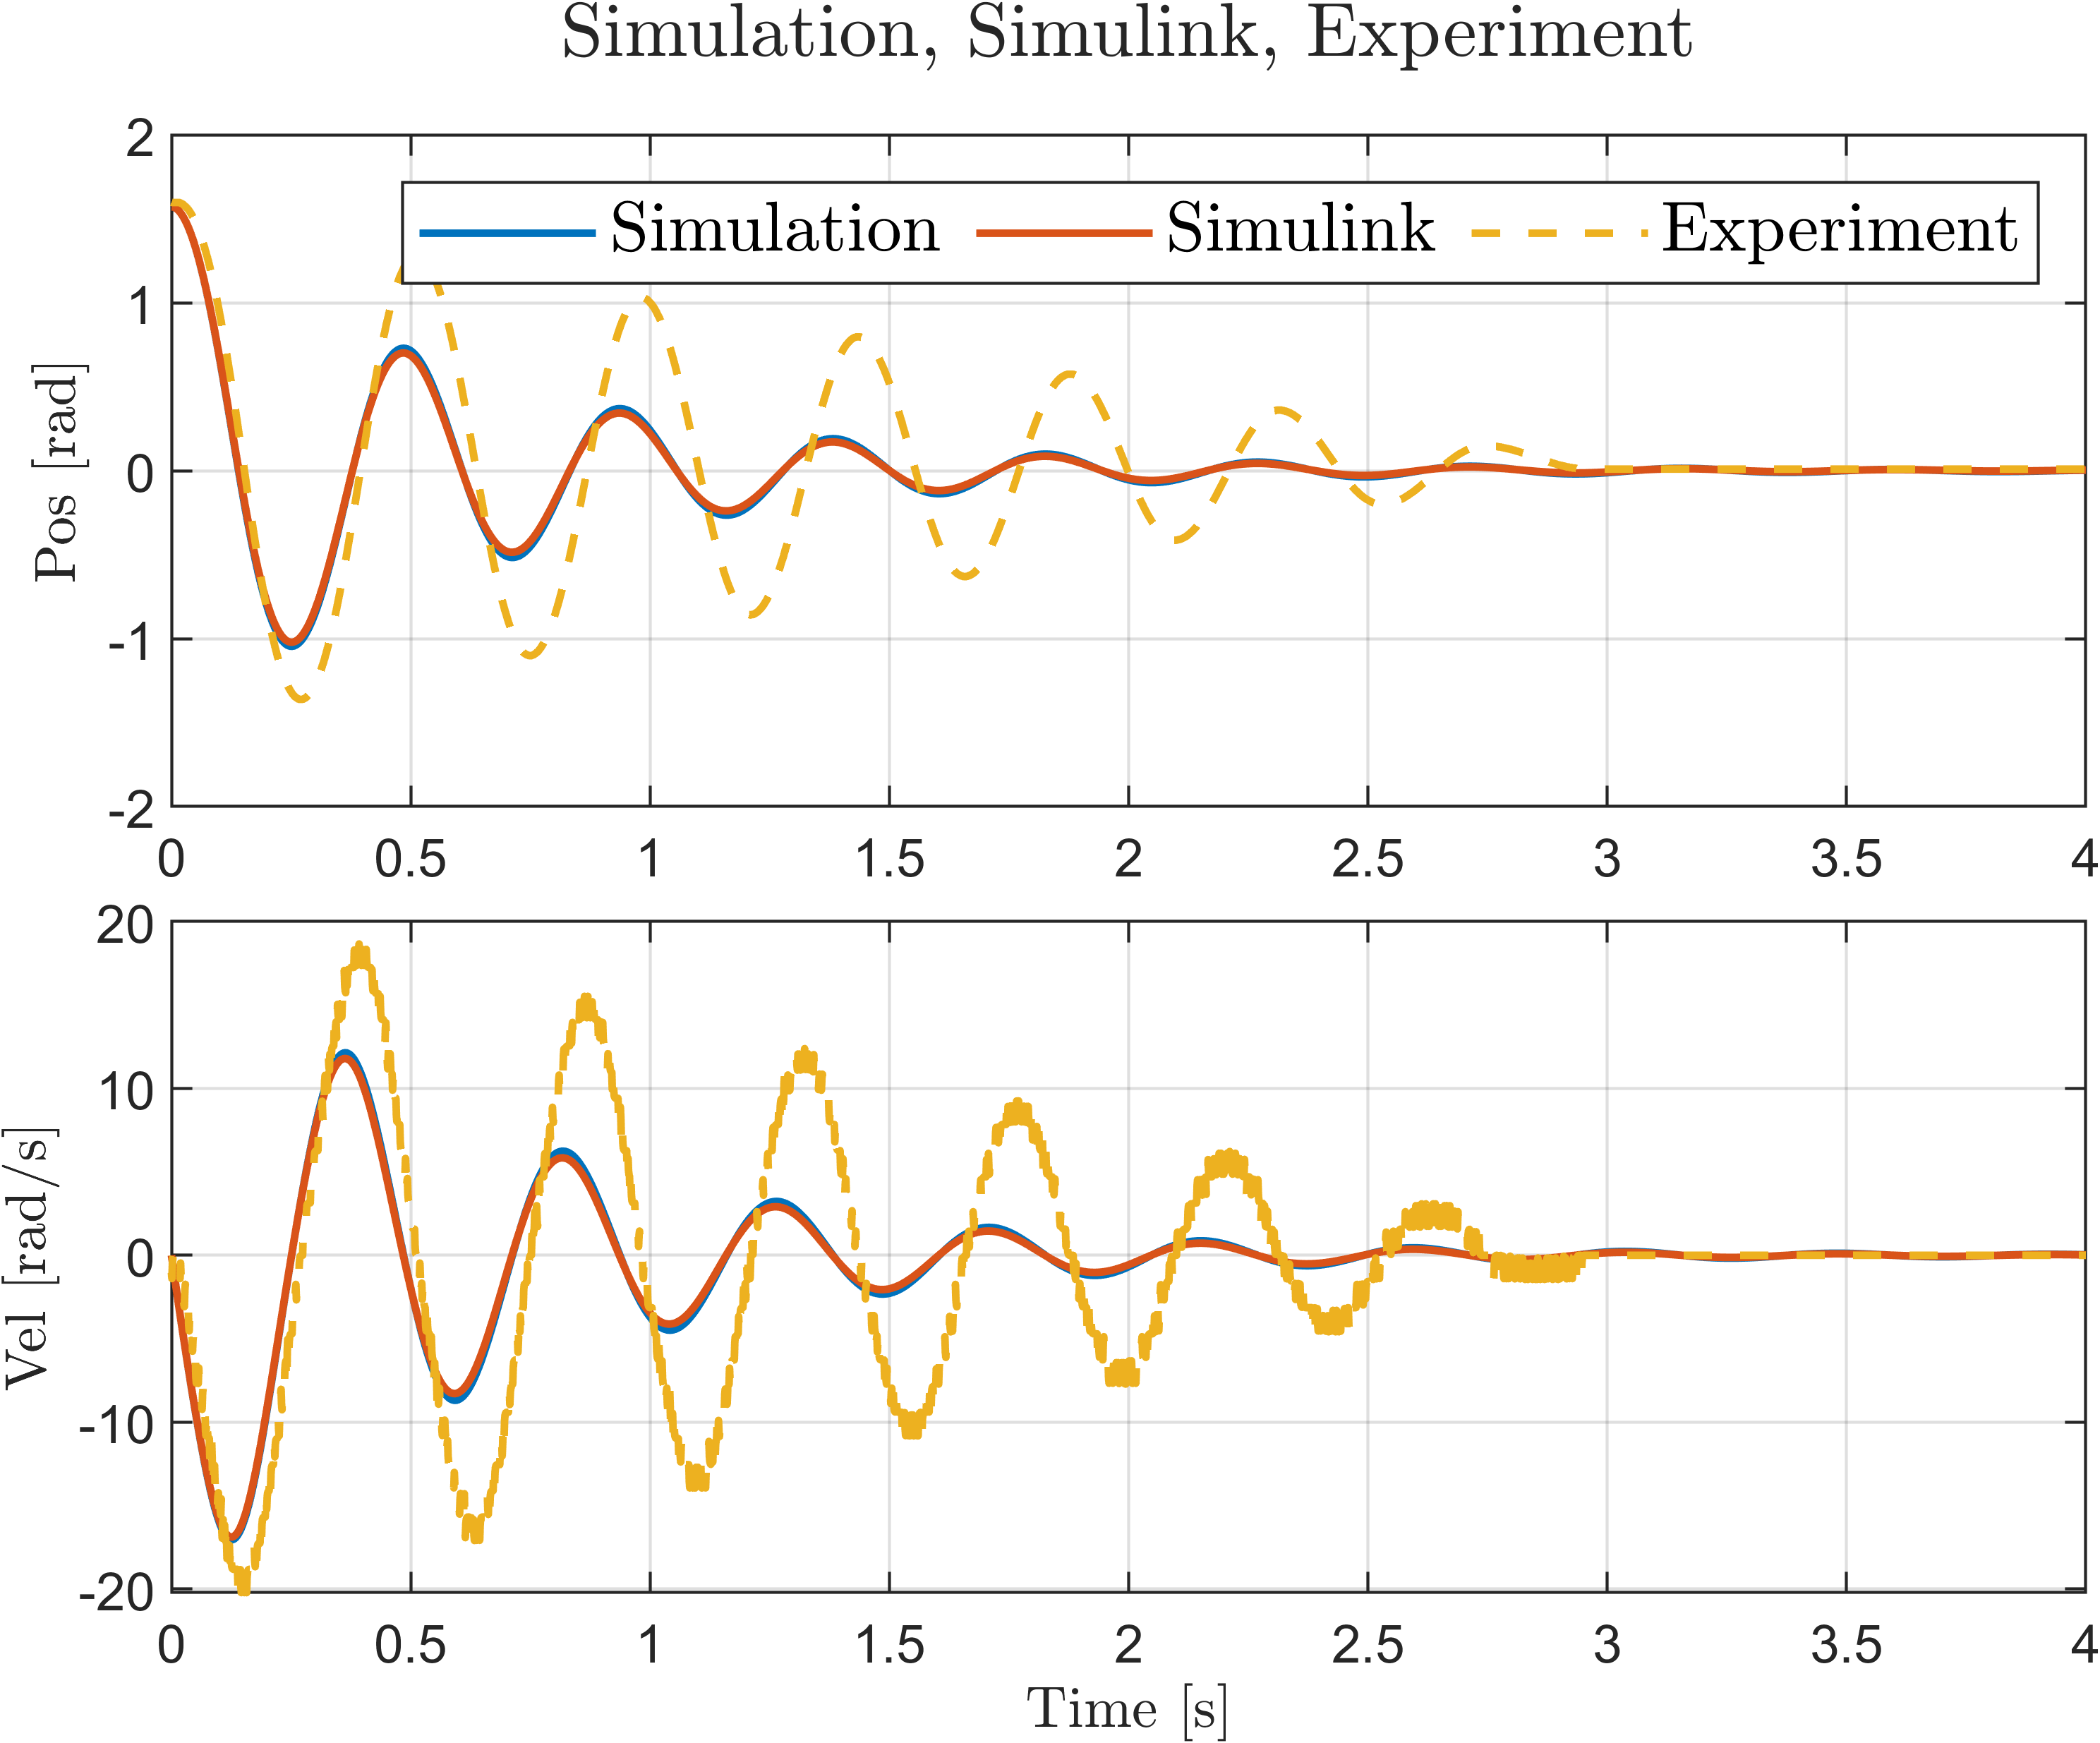 Simulation, Simulink, Experiment
2
Simulation Simulink Experiment
1
0
-1
-2
Pos [rad]
0 0.5 1 1.5 2 2.5 3 3.5 4
20
10
0
-10
-20
Vel [rad/s]
0 0.5 1 1.5 2 2.5 3 3.5 4
Time [s]